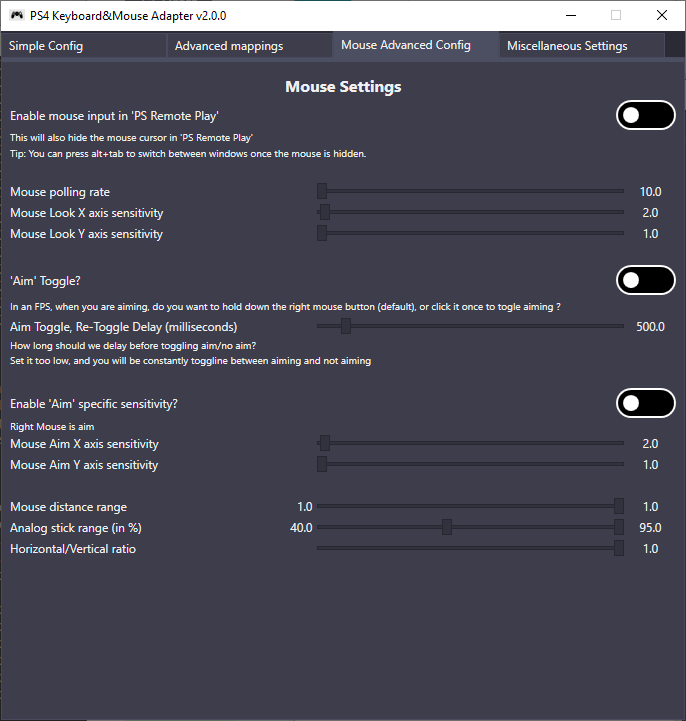 PS4 Keyboard&Mouse Adapter v2.0.0
Simple Config Advanced mappings Mouse Advanced Config Miscellaneous Settings
Mouse Settings
Enable mouse input in 'PS Remote Play'
This will also hide the mouse cursor in 'PS Remote Play'
Tip: You can press alt+tab to switch between windows once the mouse is hidden.
Mouse polling rate 10.0
Mouse Look X axis sensitivity 2.0
Mouse Look Y axis sensitivity 1.0
'Aim' Toggle?
In an FPS, when you are aiming, do you want to hold down the right mouse button (default), or click it once to togle aiming ?
Aim Toggle, Re-Toggle Delay (milliseconds) 500.0
How long should we delay before toggling aim/no aim?
Set it too low, and you will be constantly toggline between aiming and not aiming
Enable 'Aim' specific sensitivity?
Right Mouse is aim
Mouse Aim X axis sensitivity 2.0
Mouse Aim Y axis sensitivity 1.0
Mouse distance range 1.0 1.0
Analog stick range (in %) 40.0 95.0
Horizontal/Vertical ratio 1.0